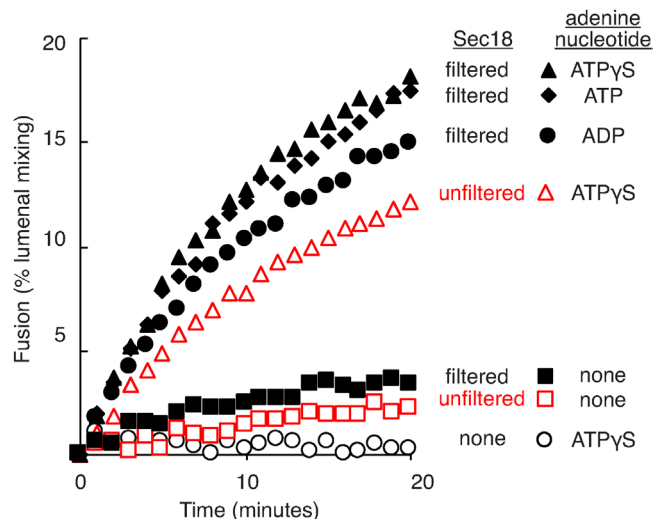 adenine
Sec18 nucleotide
filtered ATPγS
filtered ATP
filtered ADP
unfiltered ATPγS
filtered none
unfiltered none
none ATPγS
20
15
10
5
Fusion (% lumenal mixing)
0 10 20
Time (minutes)